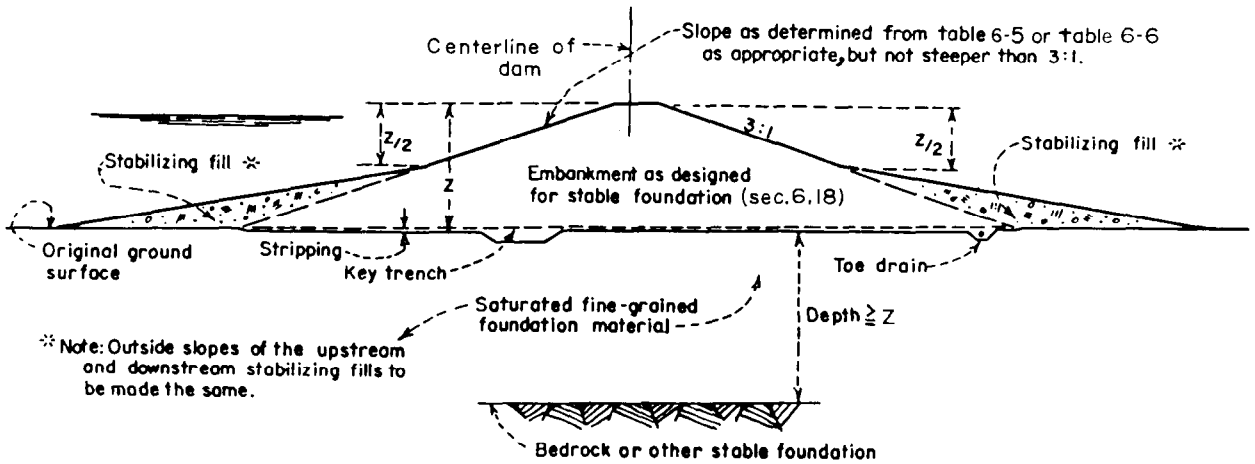 Centerline of
dam
Slope as determined from table 6-5 or table 6-6
as appropriate, but not steeper than 3:1.
Z/2
Z
3:1
Z/2
Stabilizing fill *
Stabilizing fill *
Embankment as designed
for stable foundation (sec. 6.18)
Original ground
surface
Stripping
Key trench
Toe drain
Saturated fine-grained
foundation material
Depth ≧ Z
* Note: Outside slopes of the upstream
and downstream stabilizing fills to
be made the same.
Bedrock or other stable foundation